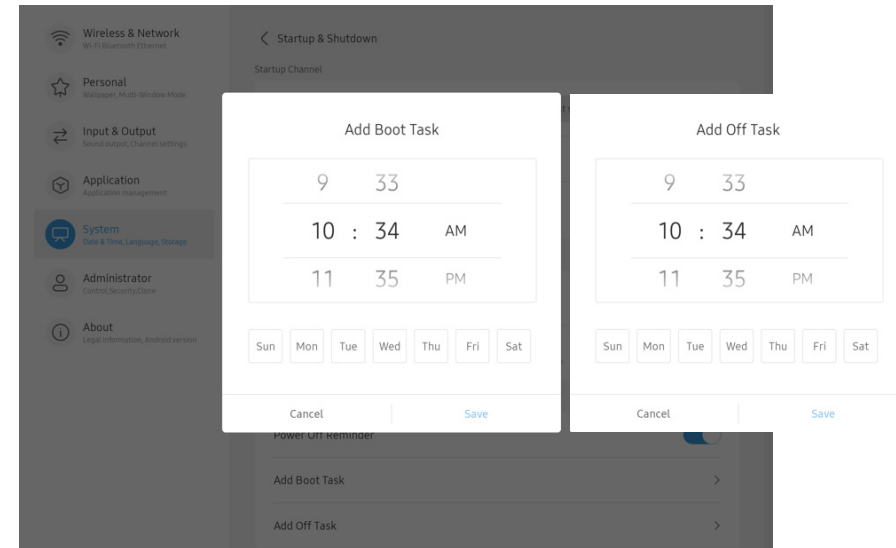 Wireless & Network
Wi-Fi Bluetooth Ethernet
Personal
Wallpaper, Multi-Window Mode
Input & Output
Sound output, Channel settings
Application
Application management
System
Date & Time, Language, Storage
Administrator
Control,Security,Clone
About
Legal information, Android version
Startup & Shutdown
Startup Channel
Add Boot Task
9 33
10 : 34 AM
11 35 PM
Sun Mon Tue Wed Thu Fri Sat
Cancel Save
Add Off Task
9 33
10 : 34 AM
11 35 PM
Sun Mon Tue Wed Thu Fri Sat
Cancel Save
Power Off Reminder
Add Boot Task
Add Off Task